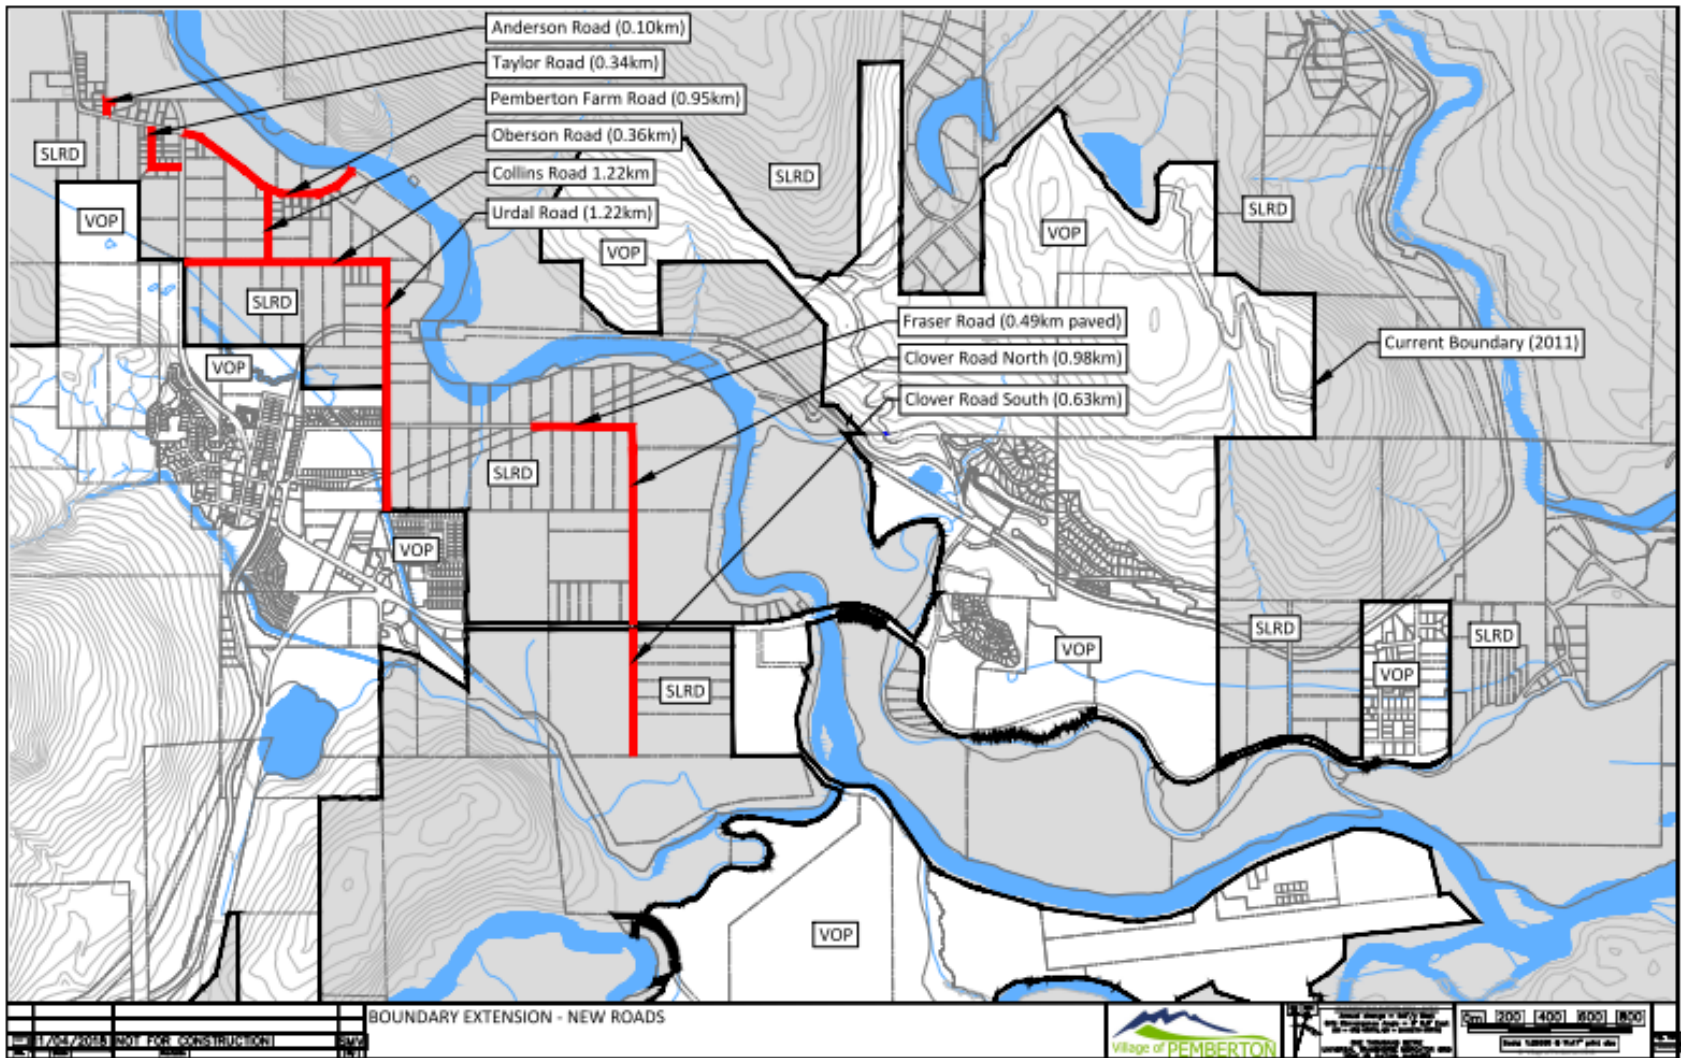 Anderson Road (0.10km)
Taylor Road (0.34km)
Pemberton Farm Road (0.95km)
Oberson Road (0.36km)
Collins Road 1.22km
Urdal Road (1.22km)
SLRD
SLRD
SLRD
VOP
VOP
VOP
SLRD
Fraser Road (0.49km paved)
Clover Road North (0.98km)
Clover Road South (0.63km)
Current Boundary (2011)
VOP
SLRD
VOP
SLRD
SLRD
VOP
VOP
SLRD
VOP
BOUNDARY EXTENSION - NEW ROADS
NOT FOR CONSTRUCTION
Village of PEMBERTON
200 400 600 800